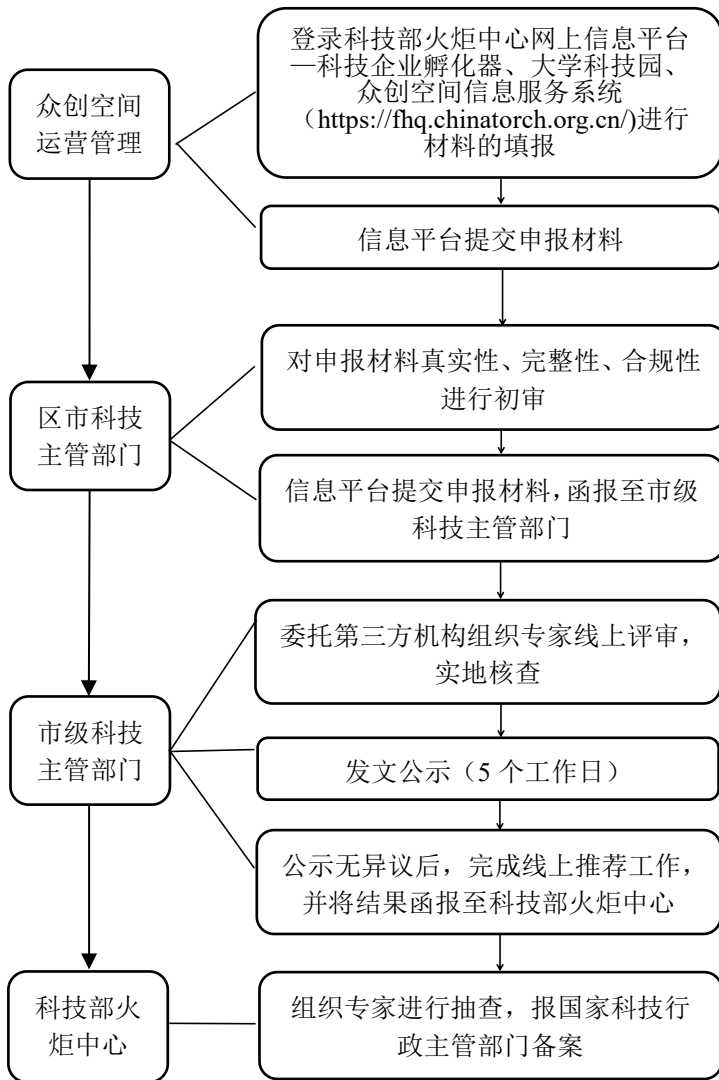 众创空间
运营管理
登录科技部火炬中心网上信息平台
—科技企业孵化器、大学科技园、
众创空间信息服务系统
（https://fhq.chinatorch.org.cn/)进行
材料的填报
信息平台提交申报材料
区市科技
主管部门
对申报材料真实性、完整性、合规性
进行初审
信息平台提交申报材料，函报至市级
科技主管部门
市级科技
主管部门
委托第三方机构组织专家线上评审，
实地核查
发文公示（5 个工作日）
公示无异议后，完成线上推荐工作，
并将结果函报至科技部火炬中心
科技部火
炬中心
组织专家进行抽查，报国家科技行
政主管部门备案